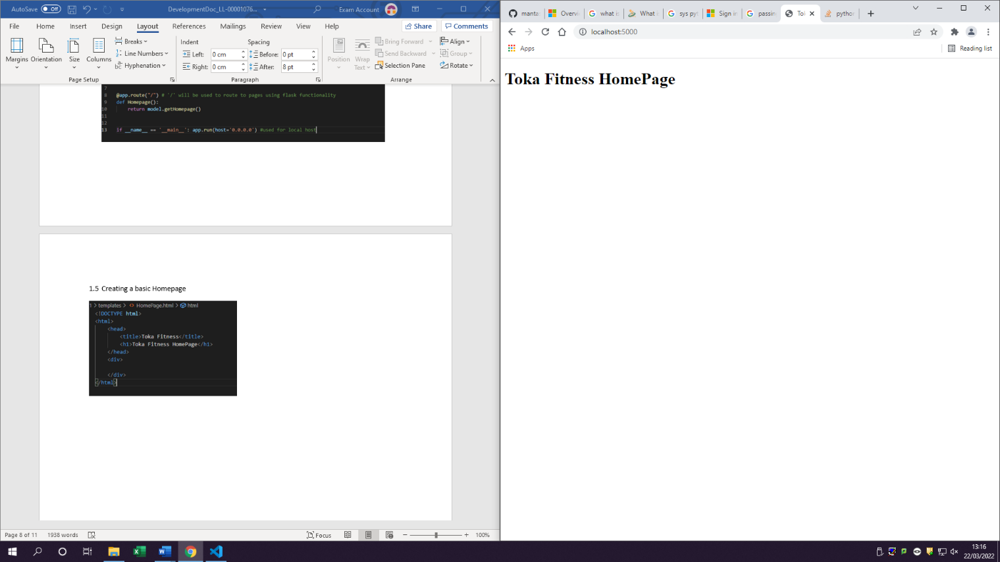 AutoSave Off
DevelopmentDoc_LL-00001076...
Exam Account
File Home Insert Design Layout References Mailings Review View Help
Share Comments
Margins Orientation Size Columns
Breaks
Line Numbers
Hyphenation
Page Setup
Indent Spacing
Left: 0 cm Before: 0 pt
Right: 0 cm After: 8 pt
Paragraph
Position Wrap Text
Bring Forward
Send Backward
Selection Pane
Align
Group
Rotate
Arrange
7
8 @app.route("/") # '/' will be used to route to pages using flask functionality
9 def Homepage():
10 return model.getHomepage()
11
12
13 if __name__ == '__main__': app.run(host='0.0.0.0') #used for local host
1.5 Creating a basic Homepage
1 > templates > <> HomePage.html > html
<!DOCTYPE html>
<html>
<head>
<title>Toka Fitness</title>
<h1>Toka Fitness HomePage</h1>
</head>
<div>
</div>
</html>
Page 8 of 11 1938 words
Focus
100%
manta Overvi what is What i sys pyt Sign in passin Tok python
localhost:5000
Apps
Reading list
Toka Fitness HomePage
13:16
22/03/2022